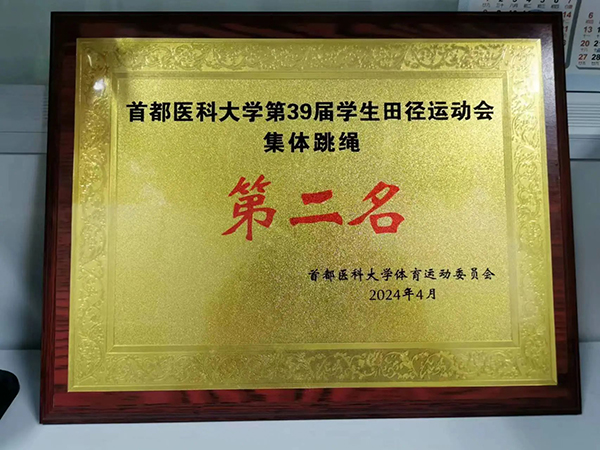 首都医科大学第39届学生田径运动会
集体跳绳
第二名
首都医科大学体育运动委员会
2024年4月